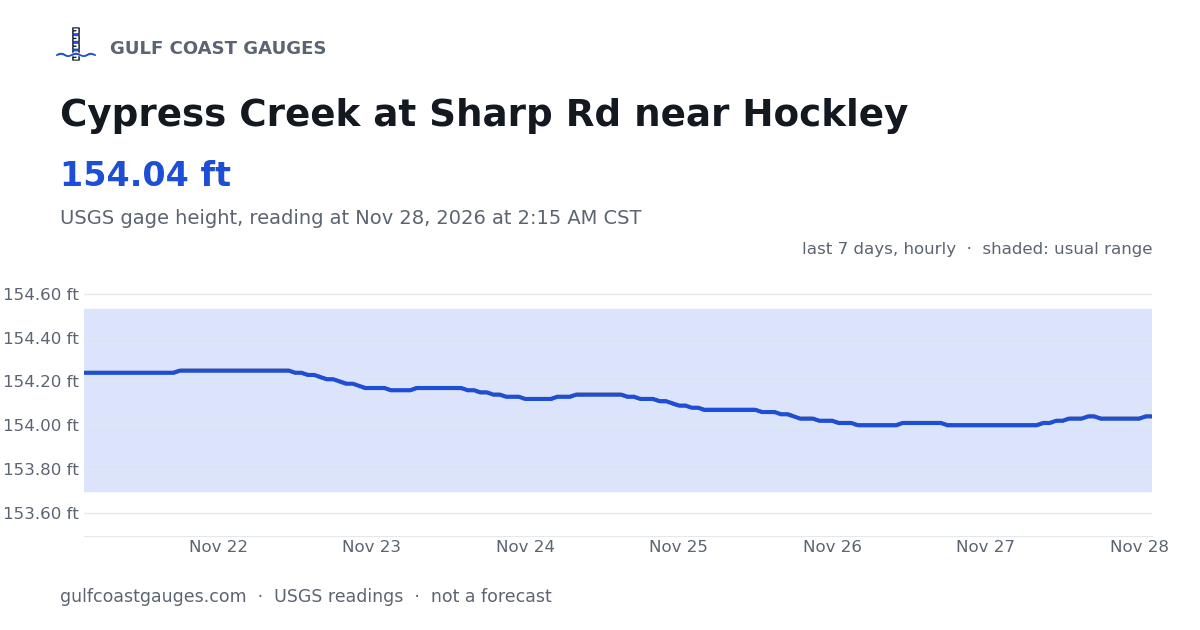 GULF COAST GAUGES
Cypress Creek at Sharp Rd near Hockley
154.04 ft
USGS gage height, reading at Nov 28, 2026 at 2:15 AM CST
last 7 days, hourly · shaded: usual range
154.60 ft
154.40 ft
154.20 ft
154.00 ft
153.80 ft
153.60 ft
Nov 22 Nov 23 Nov 24 Nov 25 Nov 26 Nov 27 Nov 28
gulfcoastgauges.com · USGS readings · not a forecast